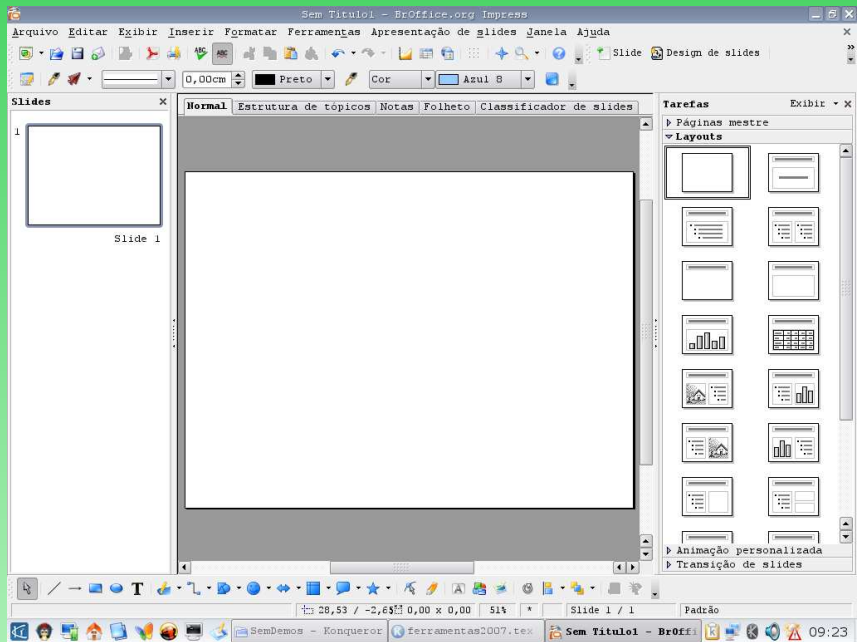 Sem Titulo1 - BrOffice.org Impress
Arquivo Editar Exibir Inserir Formatar Ferramentas Apresentação de slides Janela Ajuda
Slide Design de slides
0,00cm Preto Cor Azul 8
Slides
Normal Estrutura de tópicos Notas Folheto Classificador de slides
Tarefas Exibir
Páginas mestre
Layouts
1
Slide 1
Animação personalizada
Transição de slides
28,53 / -2,65 0,00 x 0,00 51% * Slide 1 / 1 Padrão
SemDemos - Konqueror ferramentas2007.tex Sem Titulo1 - BrOffi 09:23